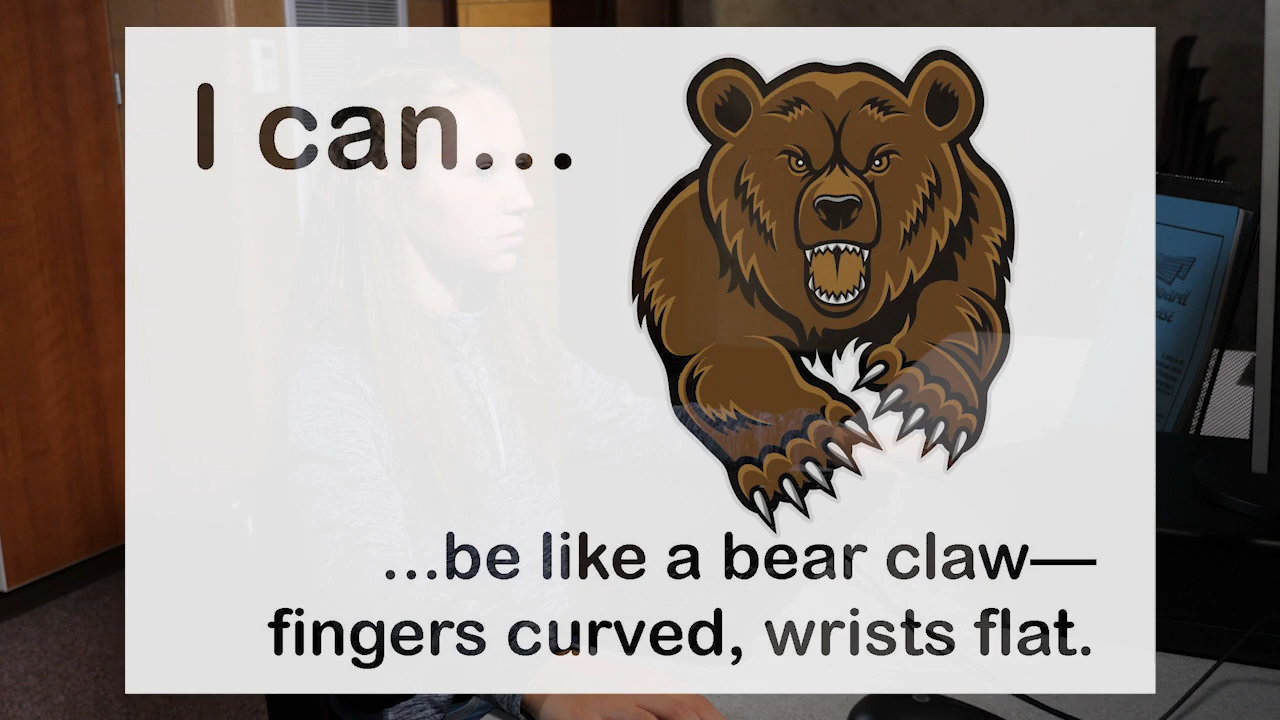 I can...
...be like a bear claw—
fingers curved, wrists flat.